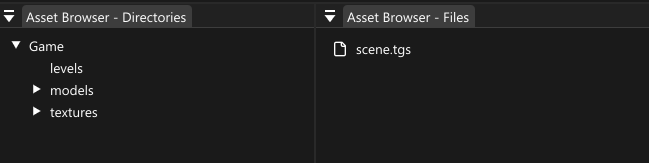 Asset Browser - Directories
Game
levels
models
textures
Asset Browser - Files
scene.tgs